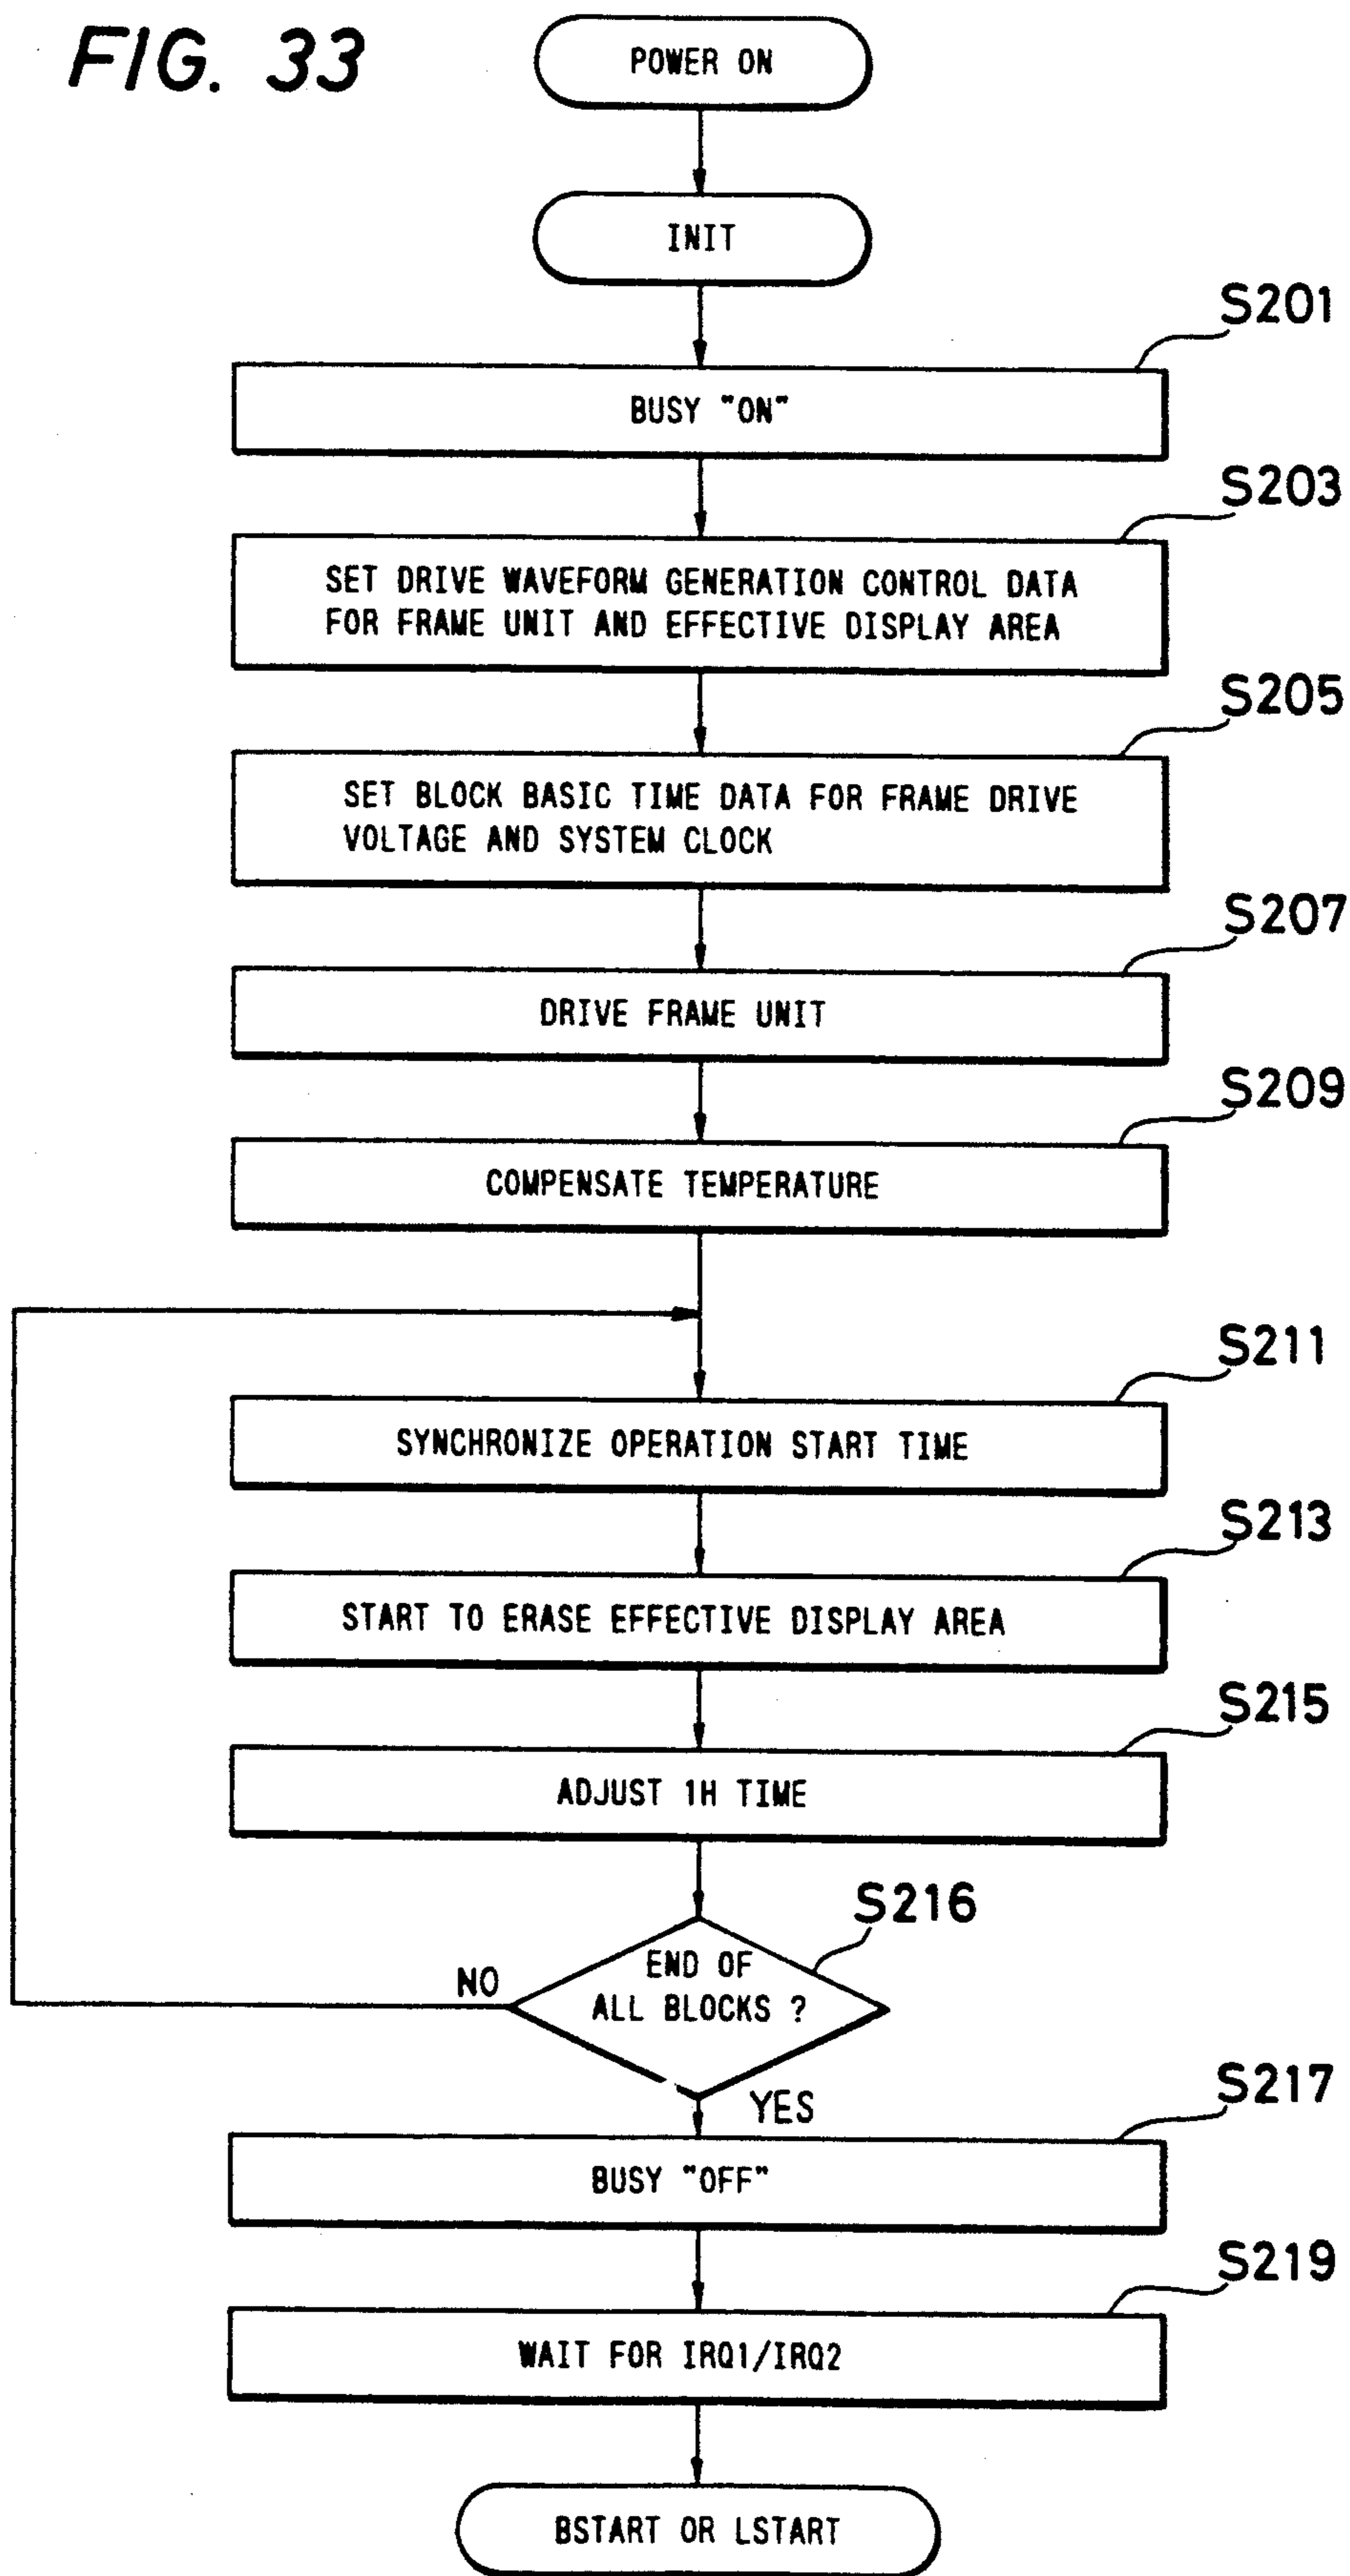 FIG. 33
POWER ON
INIT
S201
BUSY "ON"
S203
SET DRIVE WAVEFORM GENERATION CONTROL DATA
FOR FRAME UNIT AND EFFECTIVE DISPLAY AREA
S205
SET BLOCK BASIC TIME DATA FOR FRAME DRIVE
VOLTAGE AND SYSTEM CLOCK
S207
DRIVE FRAME UNIT
S209
COMPENSATE TEMPERATURE
S211
SYNCHRONIZE OPERATION START TIME
S213
START TO ERASE EFFECTIVE DISPLAY AREA
S215
ADJUST 1H TIME
S216
END OF
ALL BLOCKS ?
NO
YES
S217
BUSY "OFF"
S219
WAIT FOR IRQ1/IRQ2
BSTART OR LSTART